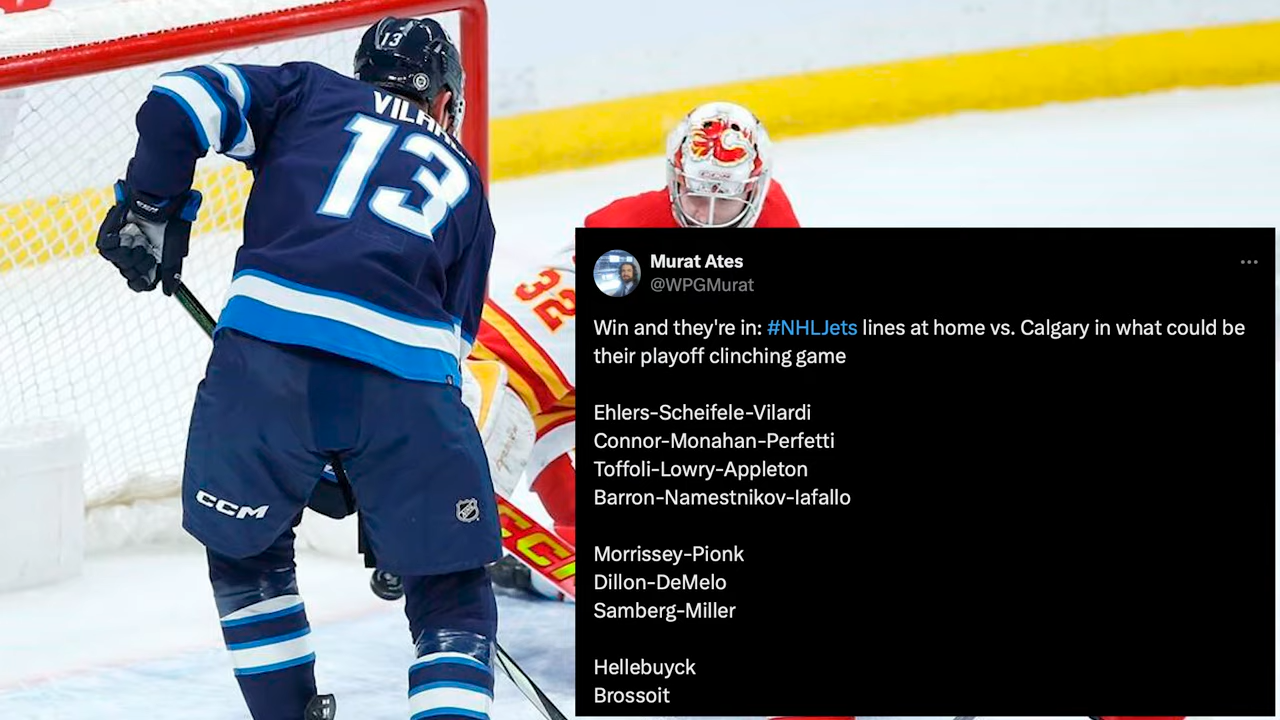 13
VILAR
13
32
CCM
Murat Ates
@WPGMurat
Win and they're in: #NHLJets lines at home vs. Calgary in what could be
their playoff clinching game
Ehlers-Scheifele-Vilardi
Connor-Monahan-Perfetti
Toffoli-Lowry-Appleton
Barron-Namestnikov-Iafallo
Morrissey-Pionk
Dillon-DeMelo
Samberg-Miller
Hellebuyck
Brossoit